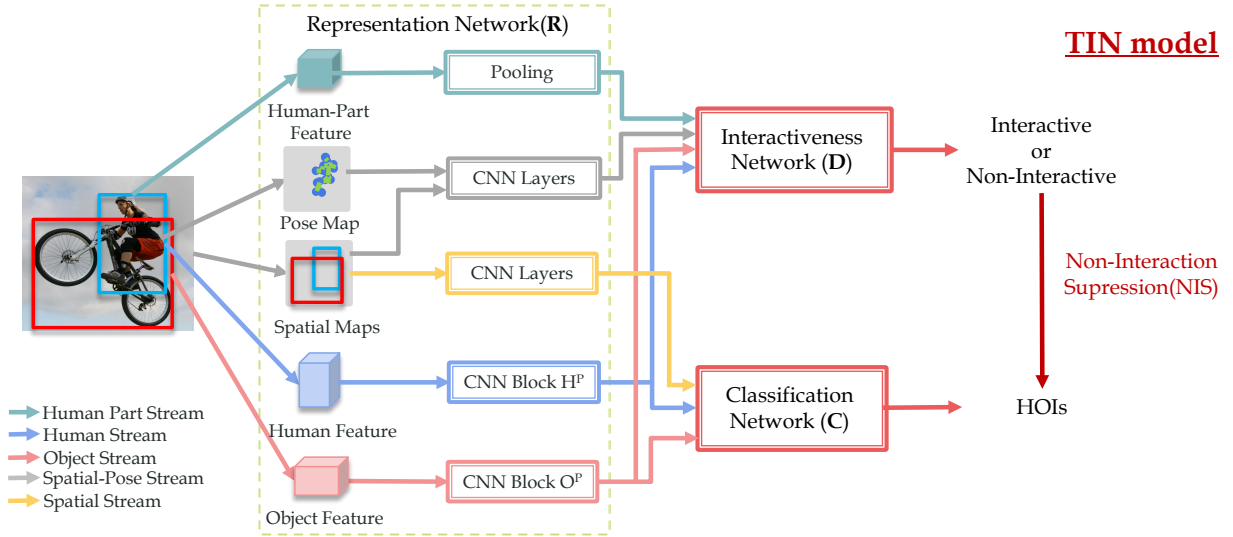 Representation Network(R)
TIN model
Pooling
Human-Part
Feature
Interactiveness
Network (D)
Interactive
or
Non-Interactive
CNN Layers
Pose Map
CNN Layers
Non-Interaction
Supression(NIS)
Spatial Maps
CNN Block Hᴾ
Classification
Network (C)
HOIs
Human Feature
Human Part Stream
Human Stream
Object Stream
Spatial-Pose Stream
Spatial Stream
CNN Block Oᴾ
Object Feature